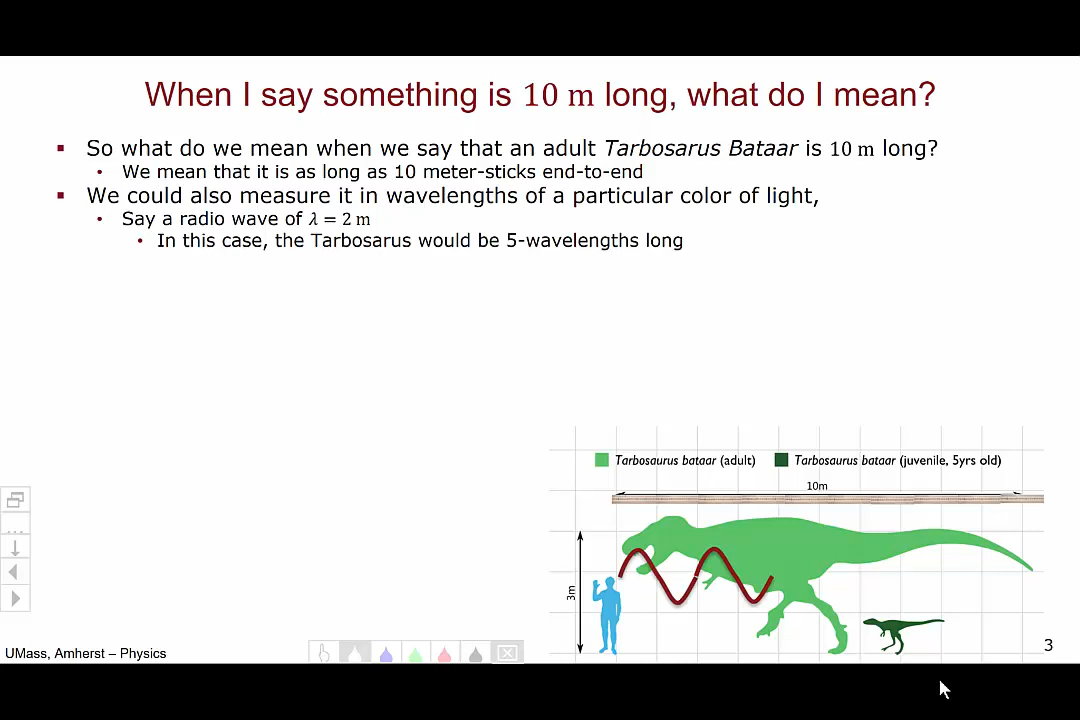 When I say something is 10 m long, what do I mean?
▪ So what do we mean when we say that an adult Tarbosarus Bataar is 10 m long?
• We mean that it is as long as 10 meter-sticks end-to-end
▪ We could also measure it in wavelengths of a particular color of light,
• Say a radio wave of λ = 2 m
• In this case, the Tarbosarus would be 5-wavelengths long
Tarbosaurus bataar (adult) Tarbosaurus bataar (juvenile, 5yrs old)
10m
3m
3
UMass, Amherst – Physics